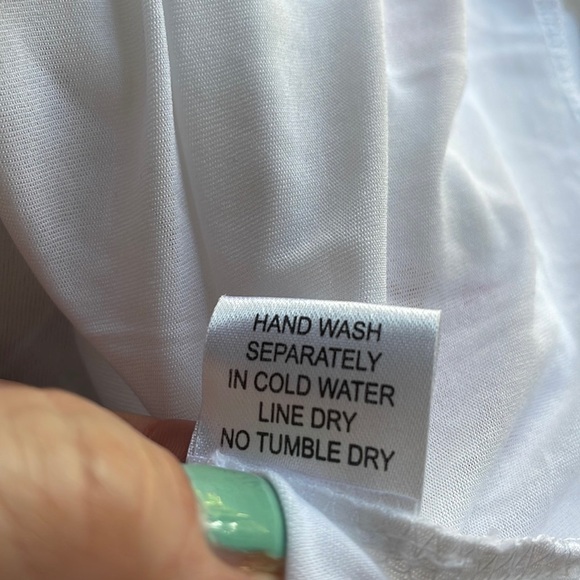 HAND WASH
SEPARATELY
IN COLD WATER
LINE DRY
NO TUMBLE DRY